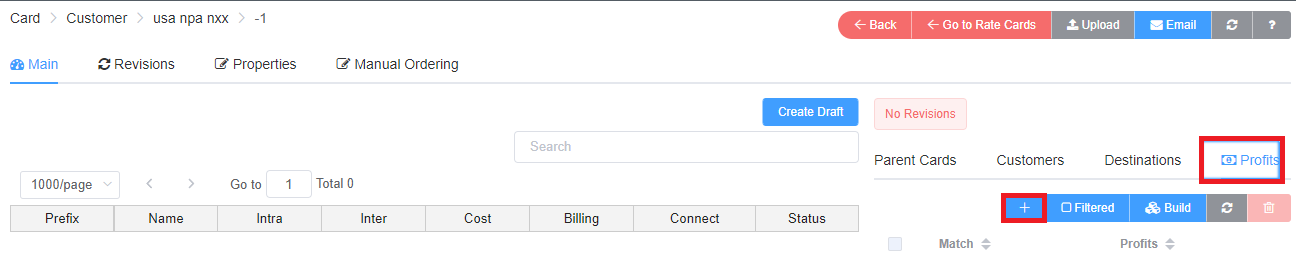 Card > Customer > usa npa nxx > -1
← Back ← Go to Rate Cards Upload Email ?
Main Revisions Properties Manual Ordering
Create Draft
No Revisions
Search
Parent Cards Customers Destinations Profits
1000/page < > Go to 1 Total 0
+ Filtered Build
Prefix Name Intra Inter Cost Billing Connect Status
Match Profits